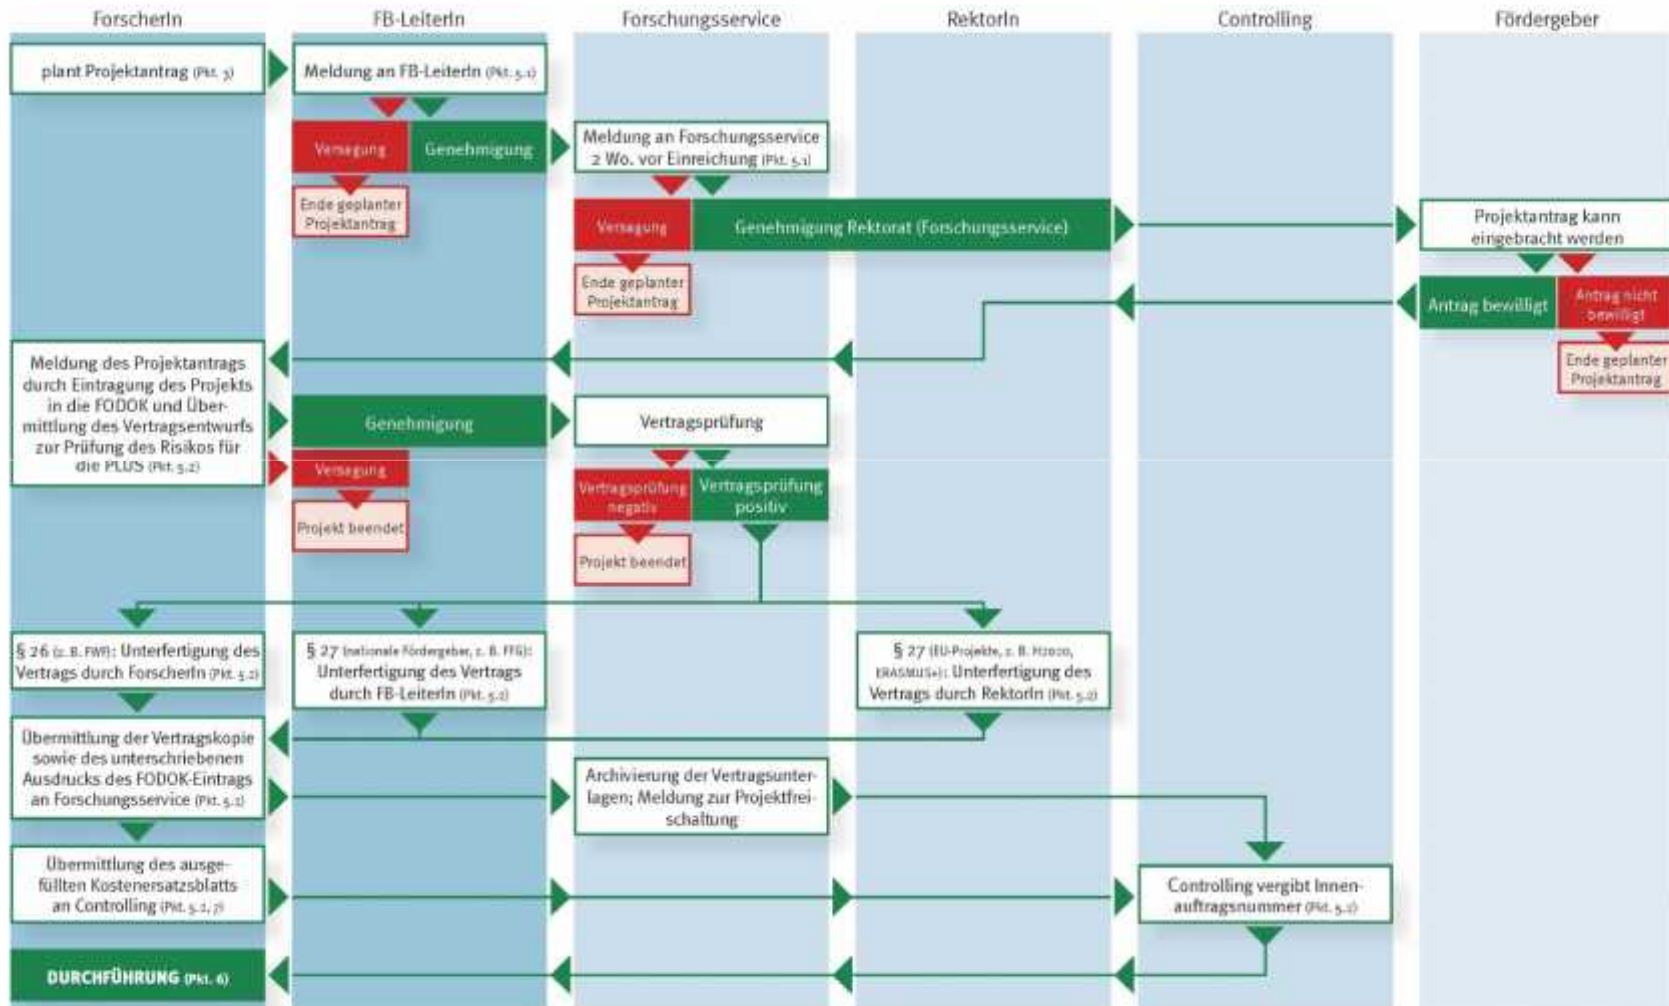 ForscherIn
FB-LeiterIn
Forschungsservice
RektorIn
Controlling
Fördergeber
plant Projektantrag (Pkt. 3)
Meldung an FB-LeiterIn (Pkt. 5.1)
Versagung
Genehmigung
Meldung an Forschungsservice
2 Wo. vor Einreichung (Pkt. 5.1)
Ende geplanter
Projektantrag
Versagung
Genehmigung Rektorat (Forschungsservice)
Projektantrag kann
eingebracht werden
Ende geplanter
Projektantrag
Antrag bewilligt
Antrag nicht
bewilligt
Ende geplanter
Projektantrag
Meldung des Projektantrags
durch Eintragung des Projekts
in die FODOK und Über-
mittlung des Vertragsentwurfs
zur Prüfung des Risikos für
die PLUS (Pkt. 5.2)
Genehmigung
Vertragsprüfung
Versagung
Projekt beendet
Vertragsprüfung
negativ
Vertragsprüfung
positiv
Projekt beendet
§ 26 (z. B. FWF): Unterfertigung des
Vertrags durch ForscherIn (Pkt. 5.2)
§ 27 (nationale Fördergeber, z. B. FFG):
Unterfertigung des Vertrags
durch FB-LeiterIn (Pkt. 5.2)
§ 27 (EU-Projekte, z. B. H2020,
ERASMUS+): Unterfertigung des
Vertrags durch RektorIn (Pkt. 5.2)
Übermittlung der Vertragskopie
sowie des unterschriebenen
Ausdrucks des FODOK-Eintrags
an Forschungsservice (Pkt. 5.2)
Archivierung der Vertragsunter-
lagen; Meldung zur Projektfrei-
schaltung
Übermittlung des ausge-
füllten Kostenersatzblatts
an Controlling (Pkt. 5.2, 7)
Controlling vergibt Innen-
auftragsnummer (Pkt. 5.2)
DURCHFÜHRUNG (Pkt. 6)